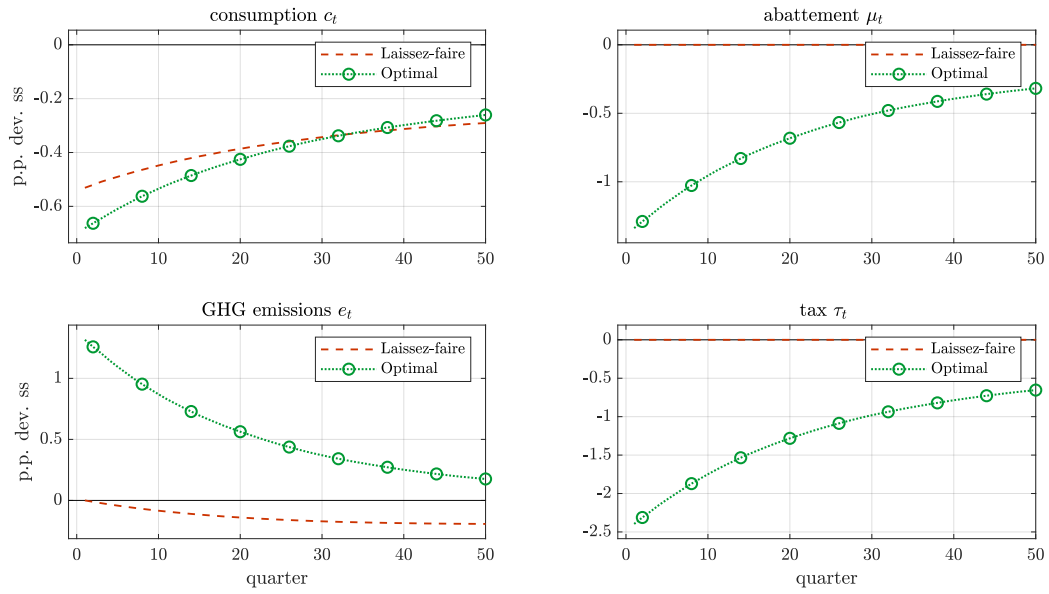 consumption c_t
p.p. dev. ss
0
-0.2
-0.4
-0.6
Laissez-faire
Optimal
0 10 20 30 40 50
abattement μ_t
0
-0.5
-1
Laissez-faire
Optimal
0 10 20 30 40 50
GHG emissions e_t
p.p. dev. ss
1
0.5
0
Laissez-faire
Optimal
0 10 20 30 40 50
quarter
tax τ_t
0
-0.5
-1
-1.5
-2
-2.5
Laissez-faire
Optimal
0 10 20 30 40 50
quarter